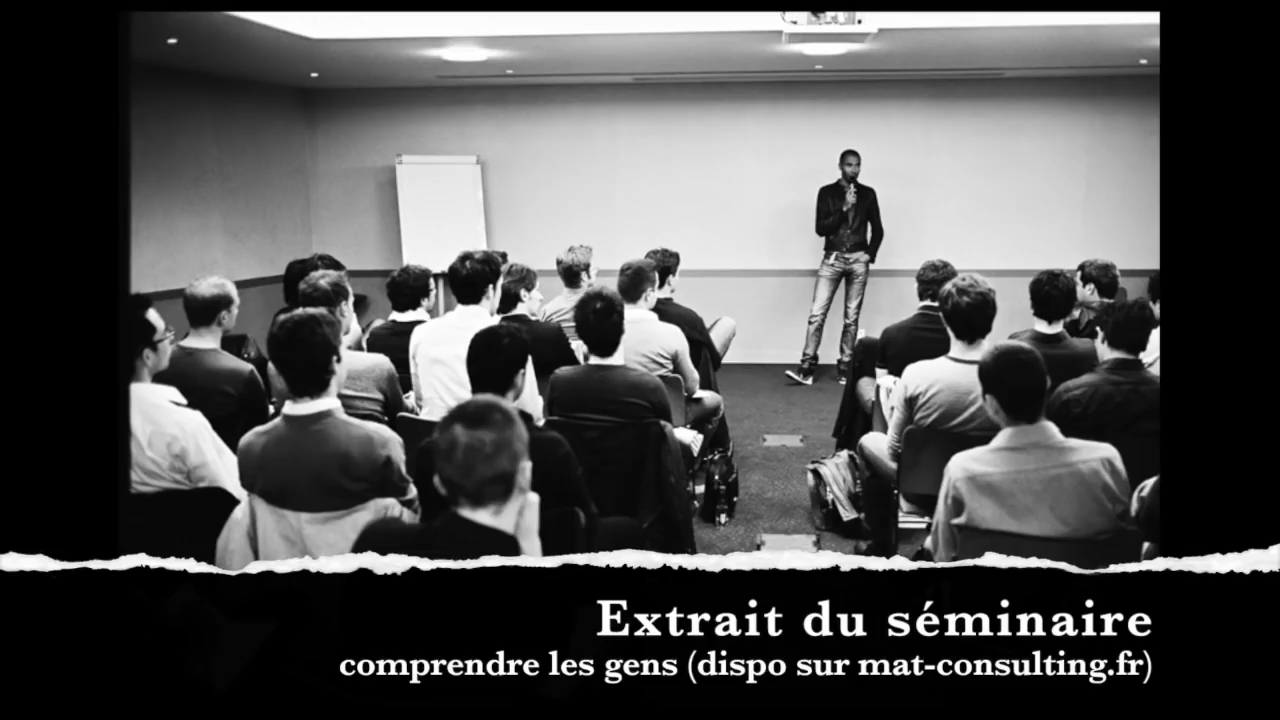 Extrait du séminaire
comprendre les gens (dispo sur mat-consulting.fr)